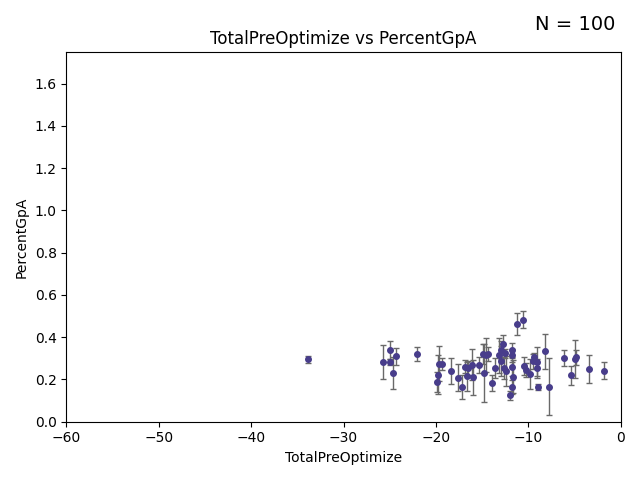 N = 100
TotalPreOptimize vs PercentGpA
1.6
1.4
1.2
1.0
0.8
0.6
0.4
0.2
0.0
PercentGpA
−60 −50 −40 −30 −20 −10 0
TotalPreOptimize